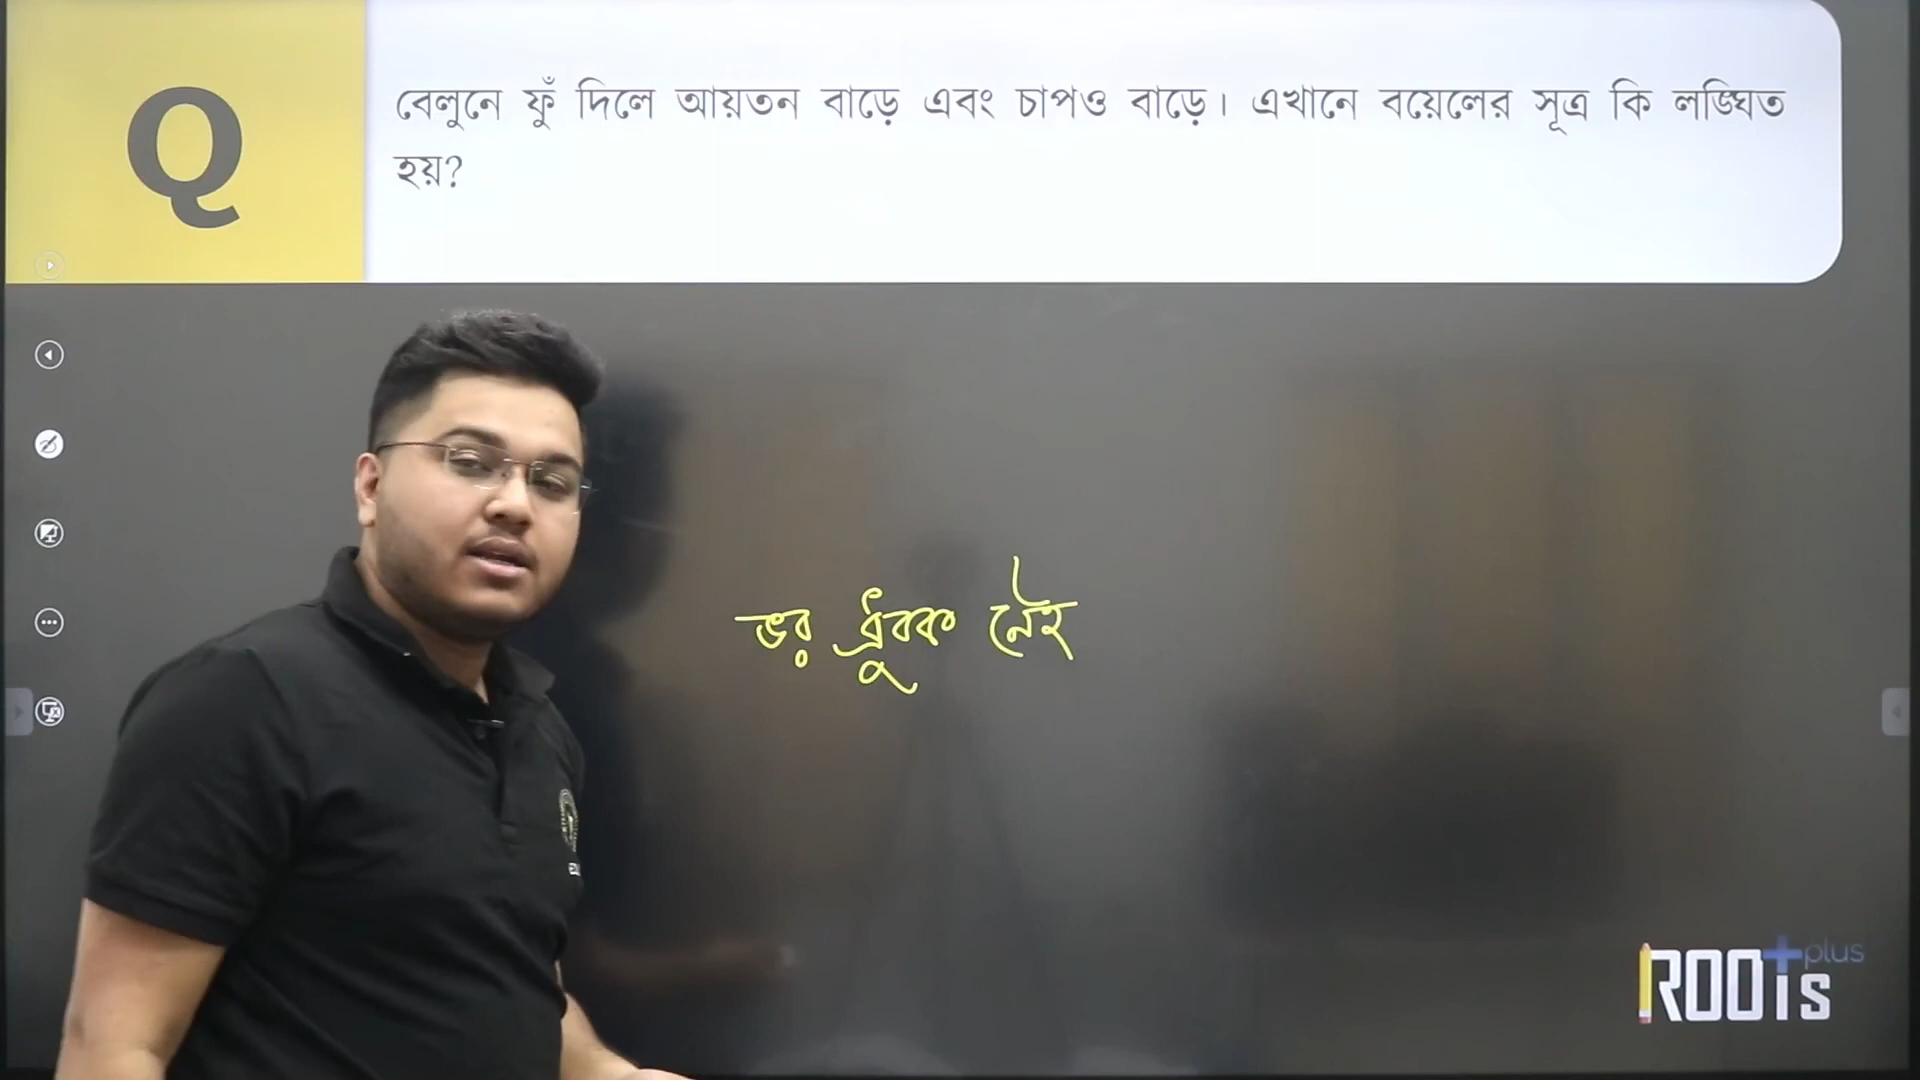 Q
বেলুনে ফুঁ দিলে আয়তন বাড়ে এবং চাপও বাড়ে। এখানে বয়েলের সূত্র কি লঙ্ঘিত
হয়?
ভর ধ্রুবক নেই
ROOTs plus